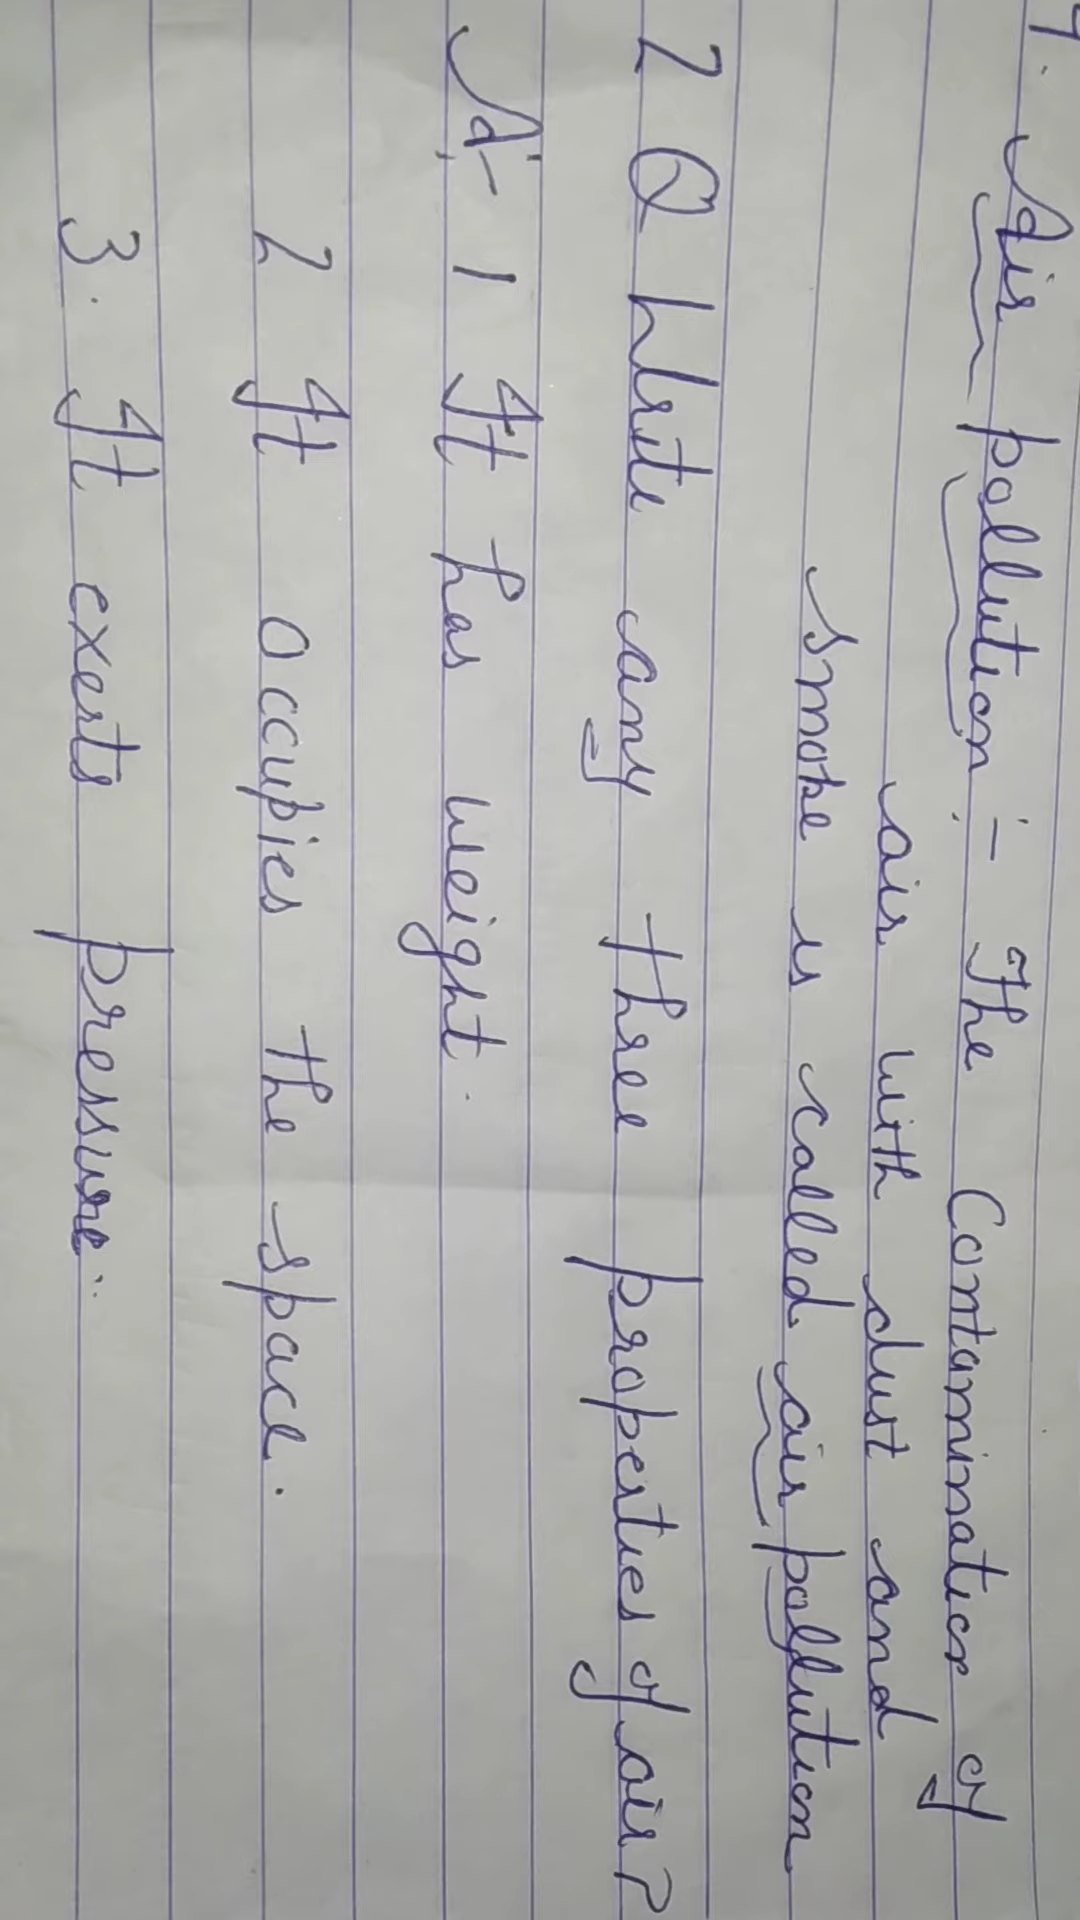 4. Air pollution :- The Contamination of
air with dust and
smoke is called air pollution
2 Q Write any three properties of air?
A:- 1 It has weight.
2 It occupies the space.
3. It exerts pressure.